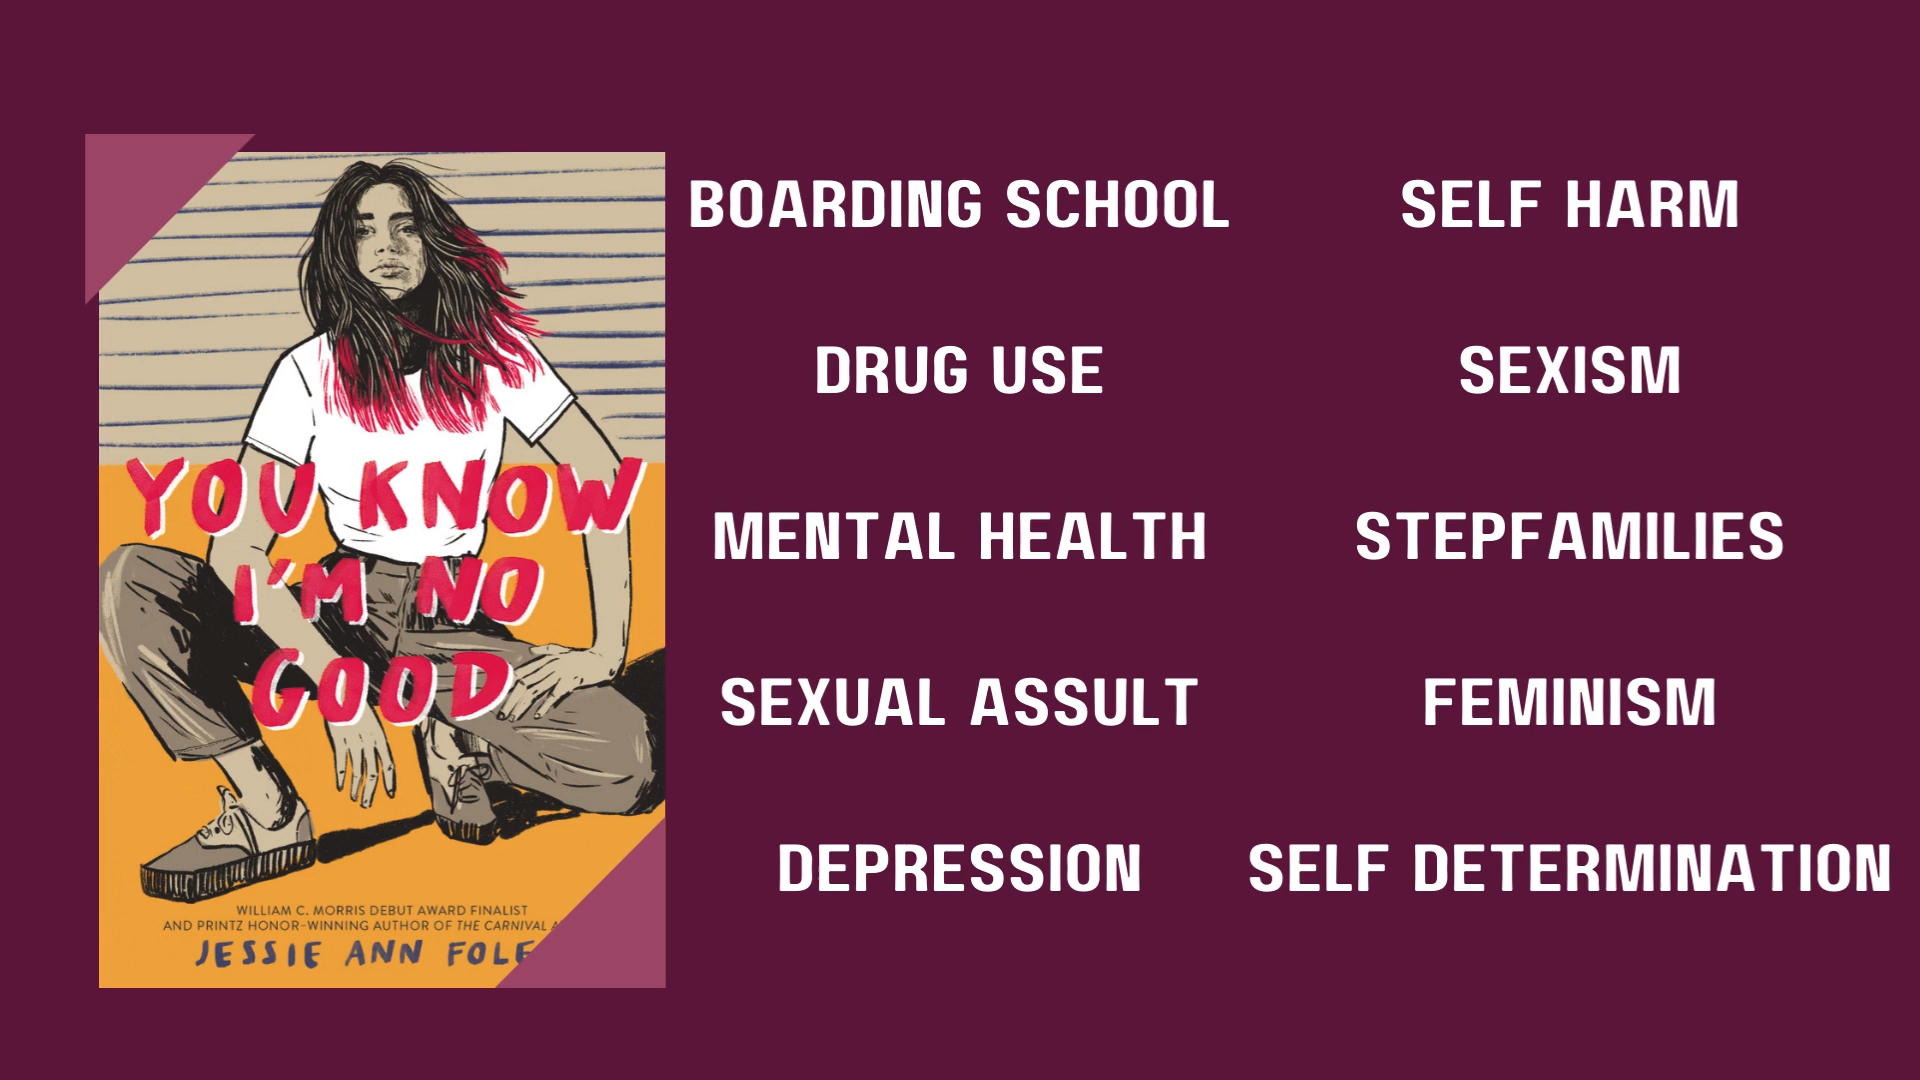 YOU KNOW
I'M NO
GOOD
WILLIAM C. MORRIS DEBUT AWARD FINALIST
AND PRINTZ HONOR-WINNING AUTHOR OF THE CARNIVAL
JESSIE ANN FOLE
BOARDING SCHOOL
DRUG USE
MENTAL HEALTH
SEXUAL ASSULT
DEPRESSION
SELF HARM
SEXISM
STEPFAMILIES
FEMINISM
SELF DETERMINATION